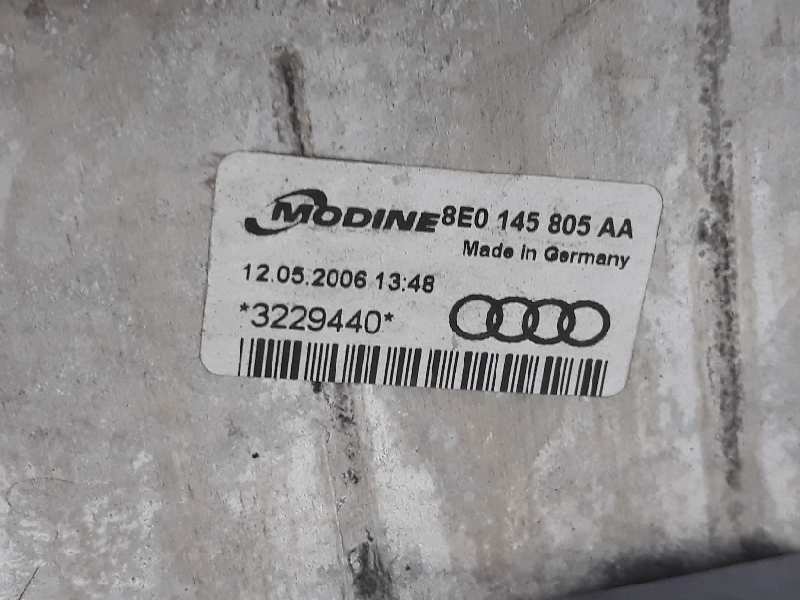 MODINE 8E0 145 805 AA
Made in Germany
12.05.2006 13:48
*3229440*